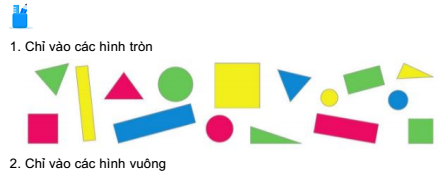 1. Chỉ vào các hình tròn
2. Chỉ vào các hình vuông